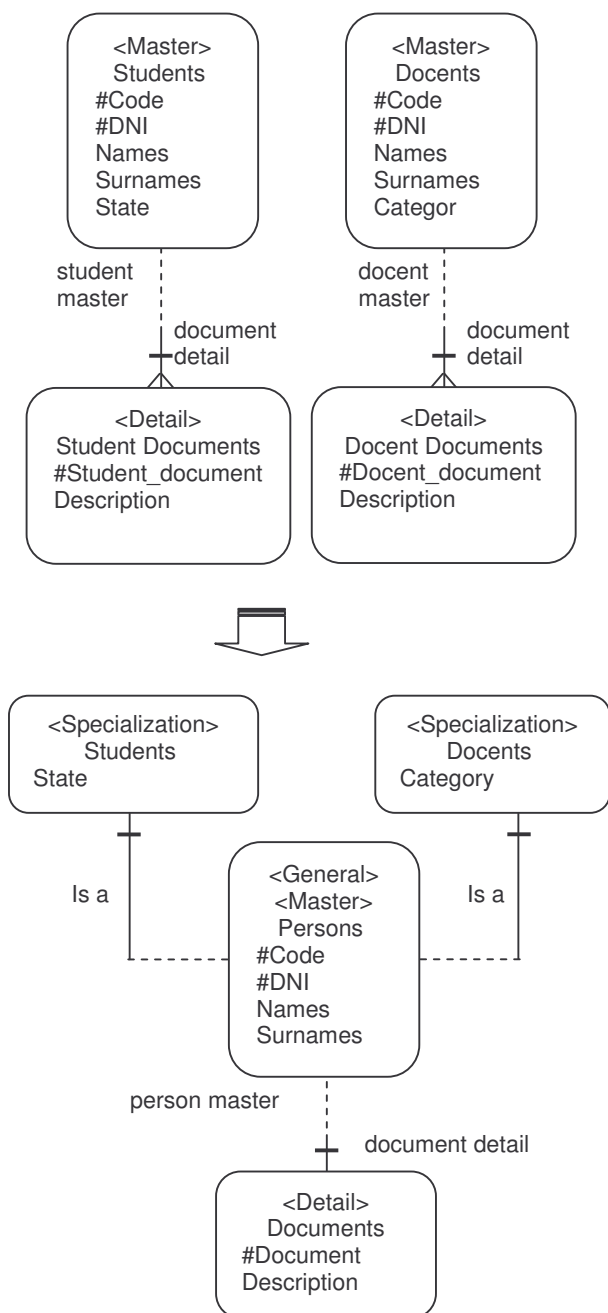 <Master>
Students
#Code
#DNI
Names
Surnames
State
<Master>
Docents
#Code
#DNI
Names
Surnames
Categor
student
master
document
detail
docent
master
document
detail
<Detail>
Student Documents
#Student_document
Description
<Detail>
Docent Documents
#Docent_document
Description
<Specialization>
Students
State
<Specialization>
Docents
Category
Is a
<General>
<Master>
Persons
#Code
#DNI
Names
Surnames
Is a
person master
document detail
<Detail>
Documents
#Document
Description